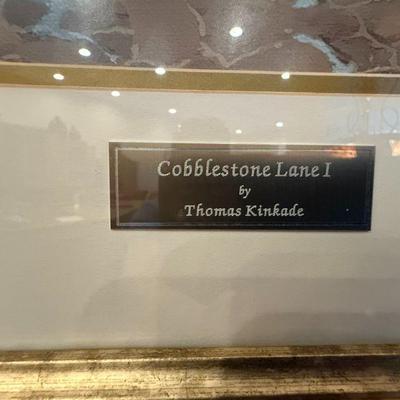 Cobblestone Lane I
by
Thomas Kinkade